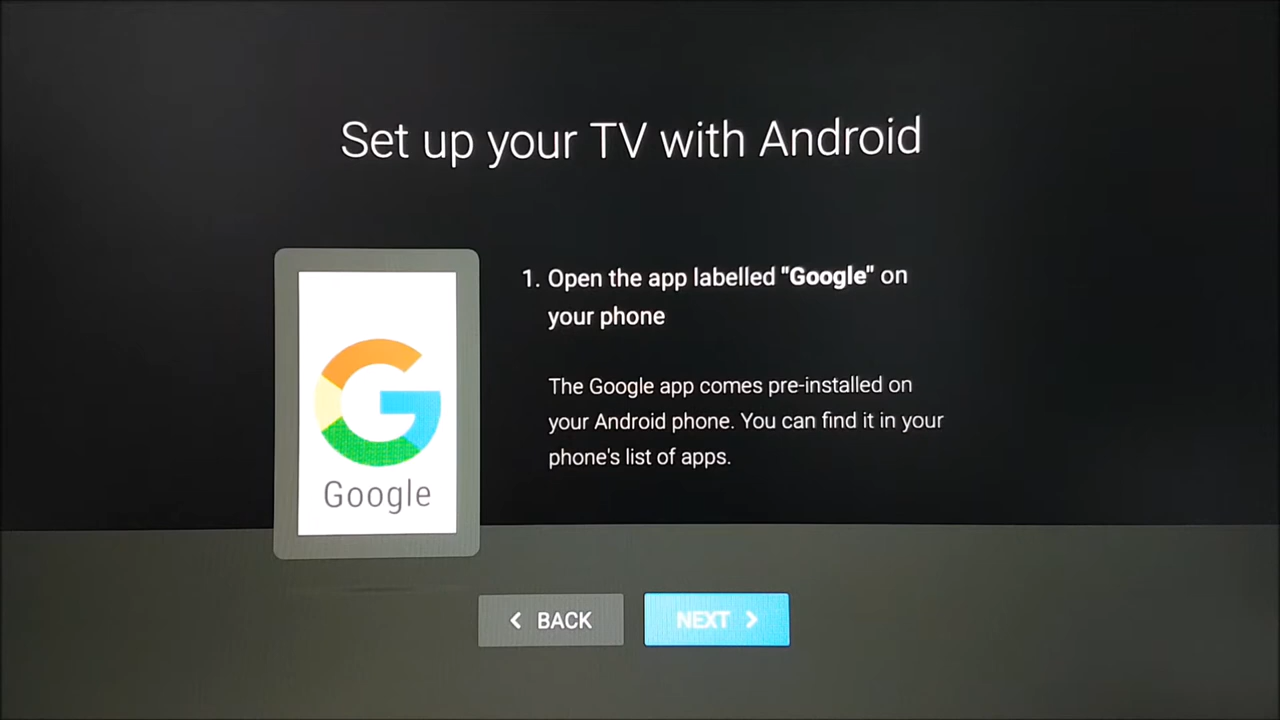 Set up your TV with Android
1. Open the app labelled "Google" on
your phone
The Google app comes pre-installed on
your Android phone. You can find it in your
phone's list of apps.
Google
BACK
NEXT